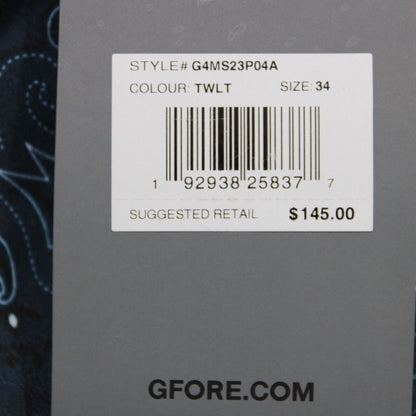 STYLE# G4MS23P04A
COLOUR: TWLT SIZE: 34
1 92938 25837 7
SUGGESTED RETAIL $145.00
GFORE.COM